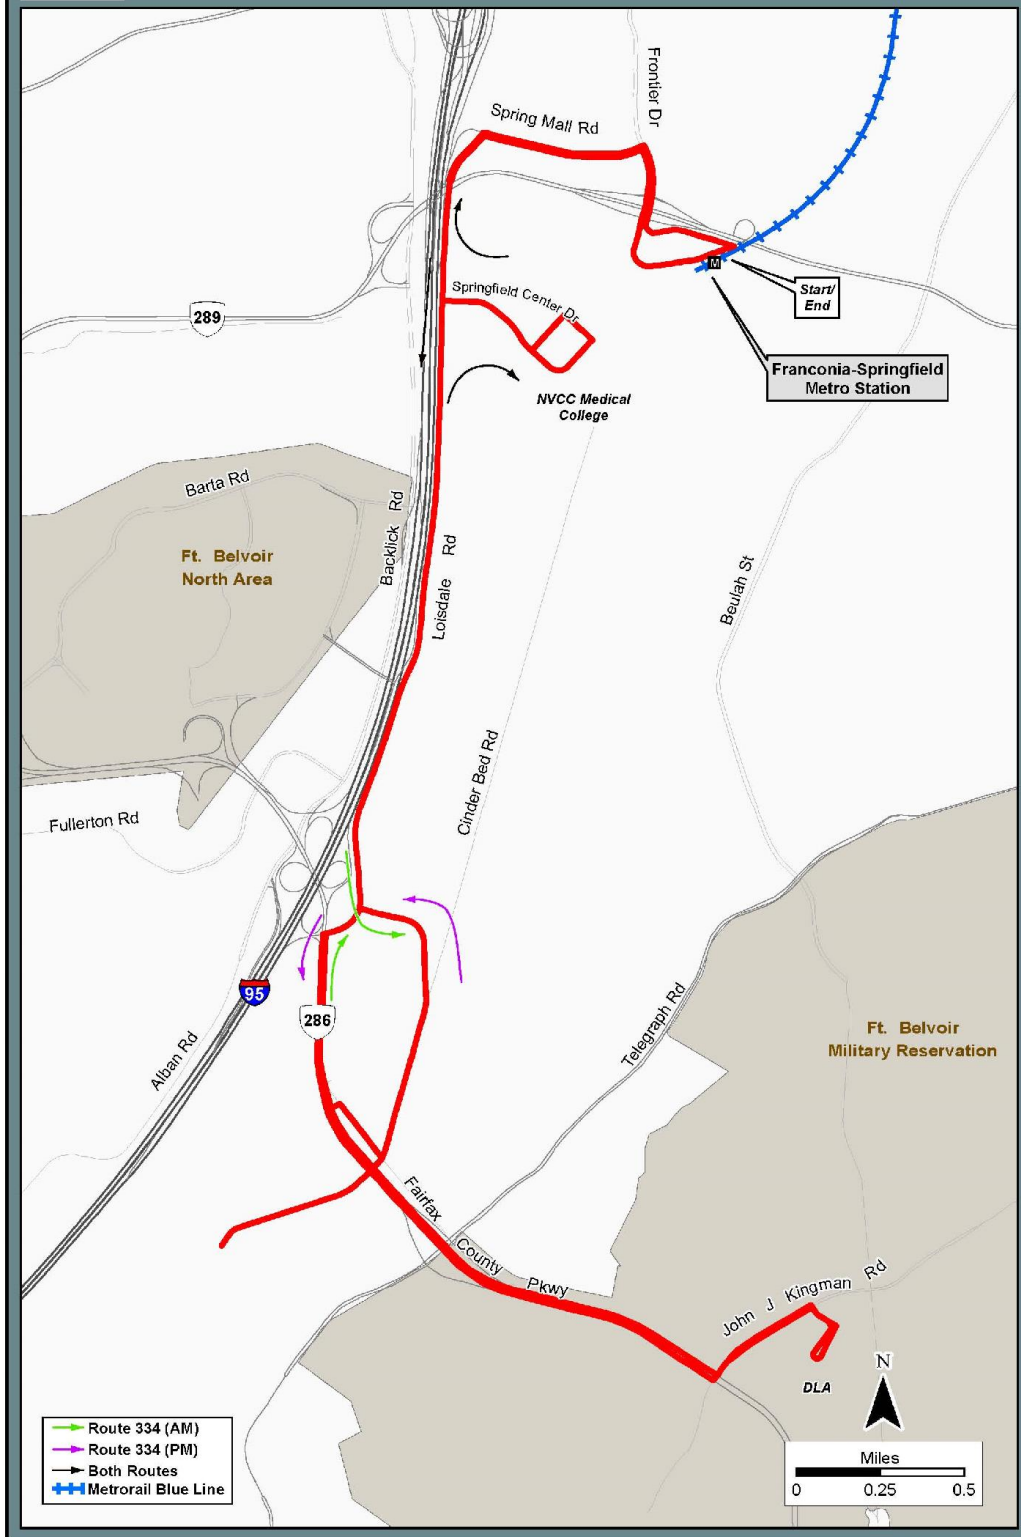 Frontier Dr
Spring Mall Rd
M
Start/
End
Springfield Center Dr
289
Franconia-Springfield
Metro Station
NVCC Medical
College
Barta Rd
Backlick Rd
Ft. Belvoir
North Area
Loisdale Rd
Beulah St
Cinder Bed Rd
Fullerton Rd
95
286
Telegraph Rd
Ft. Belvoir
Military Reservation
Alban Rd
Fairfax
County
Pkwy
John J Kingman Rd
DLA
N
Route 334 (AM)
Route 334 (PM)
Both Routes
Metrorail Blue Line
Miles
0 0.25 0.5